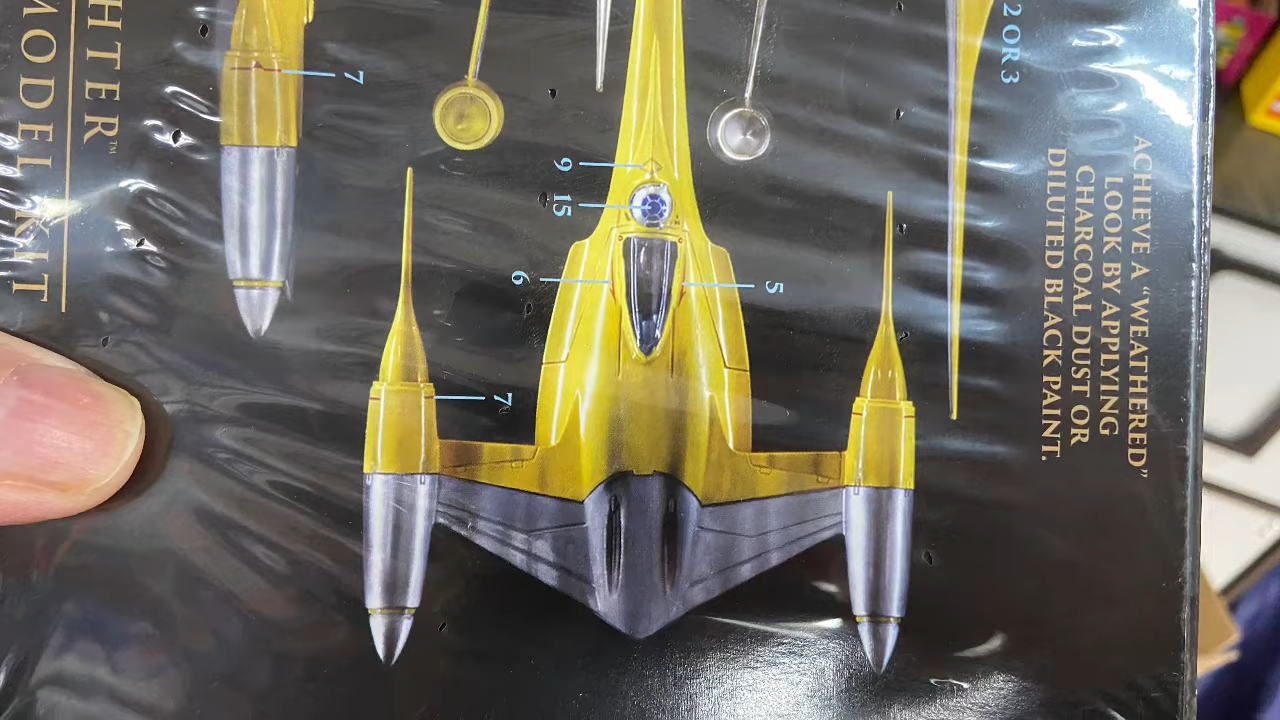 HTER™
MODEL KIT
7
2 OR 3
ACHIEVE A "WEATHERED"
LOOK BY APPLYING
CHARCOAL DUST OR
DILUTED BLACK PAINT.
9
15
6
5
7